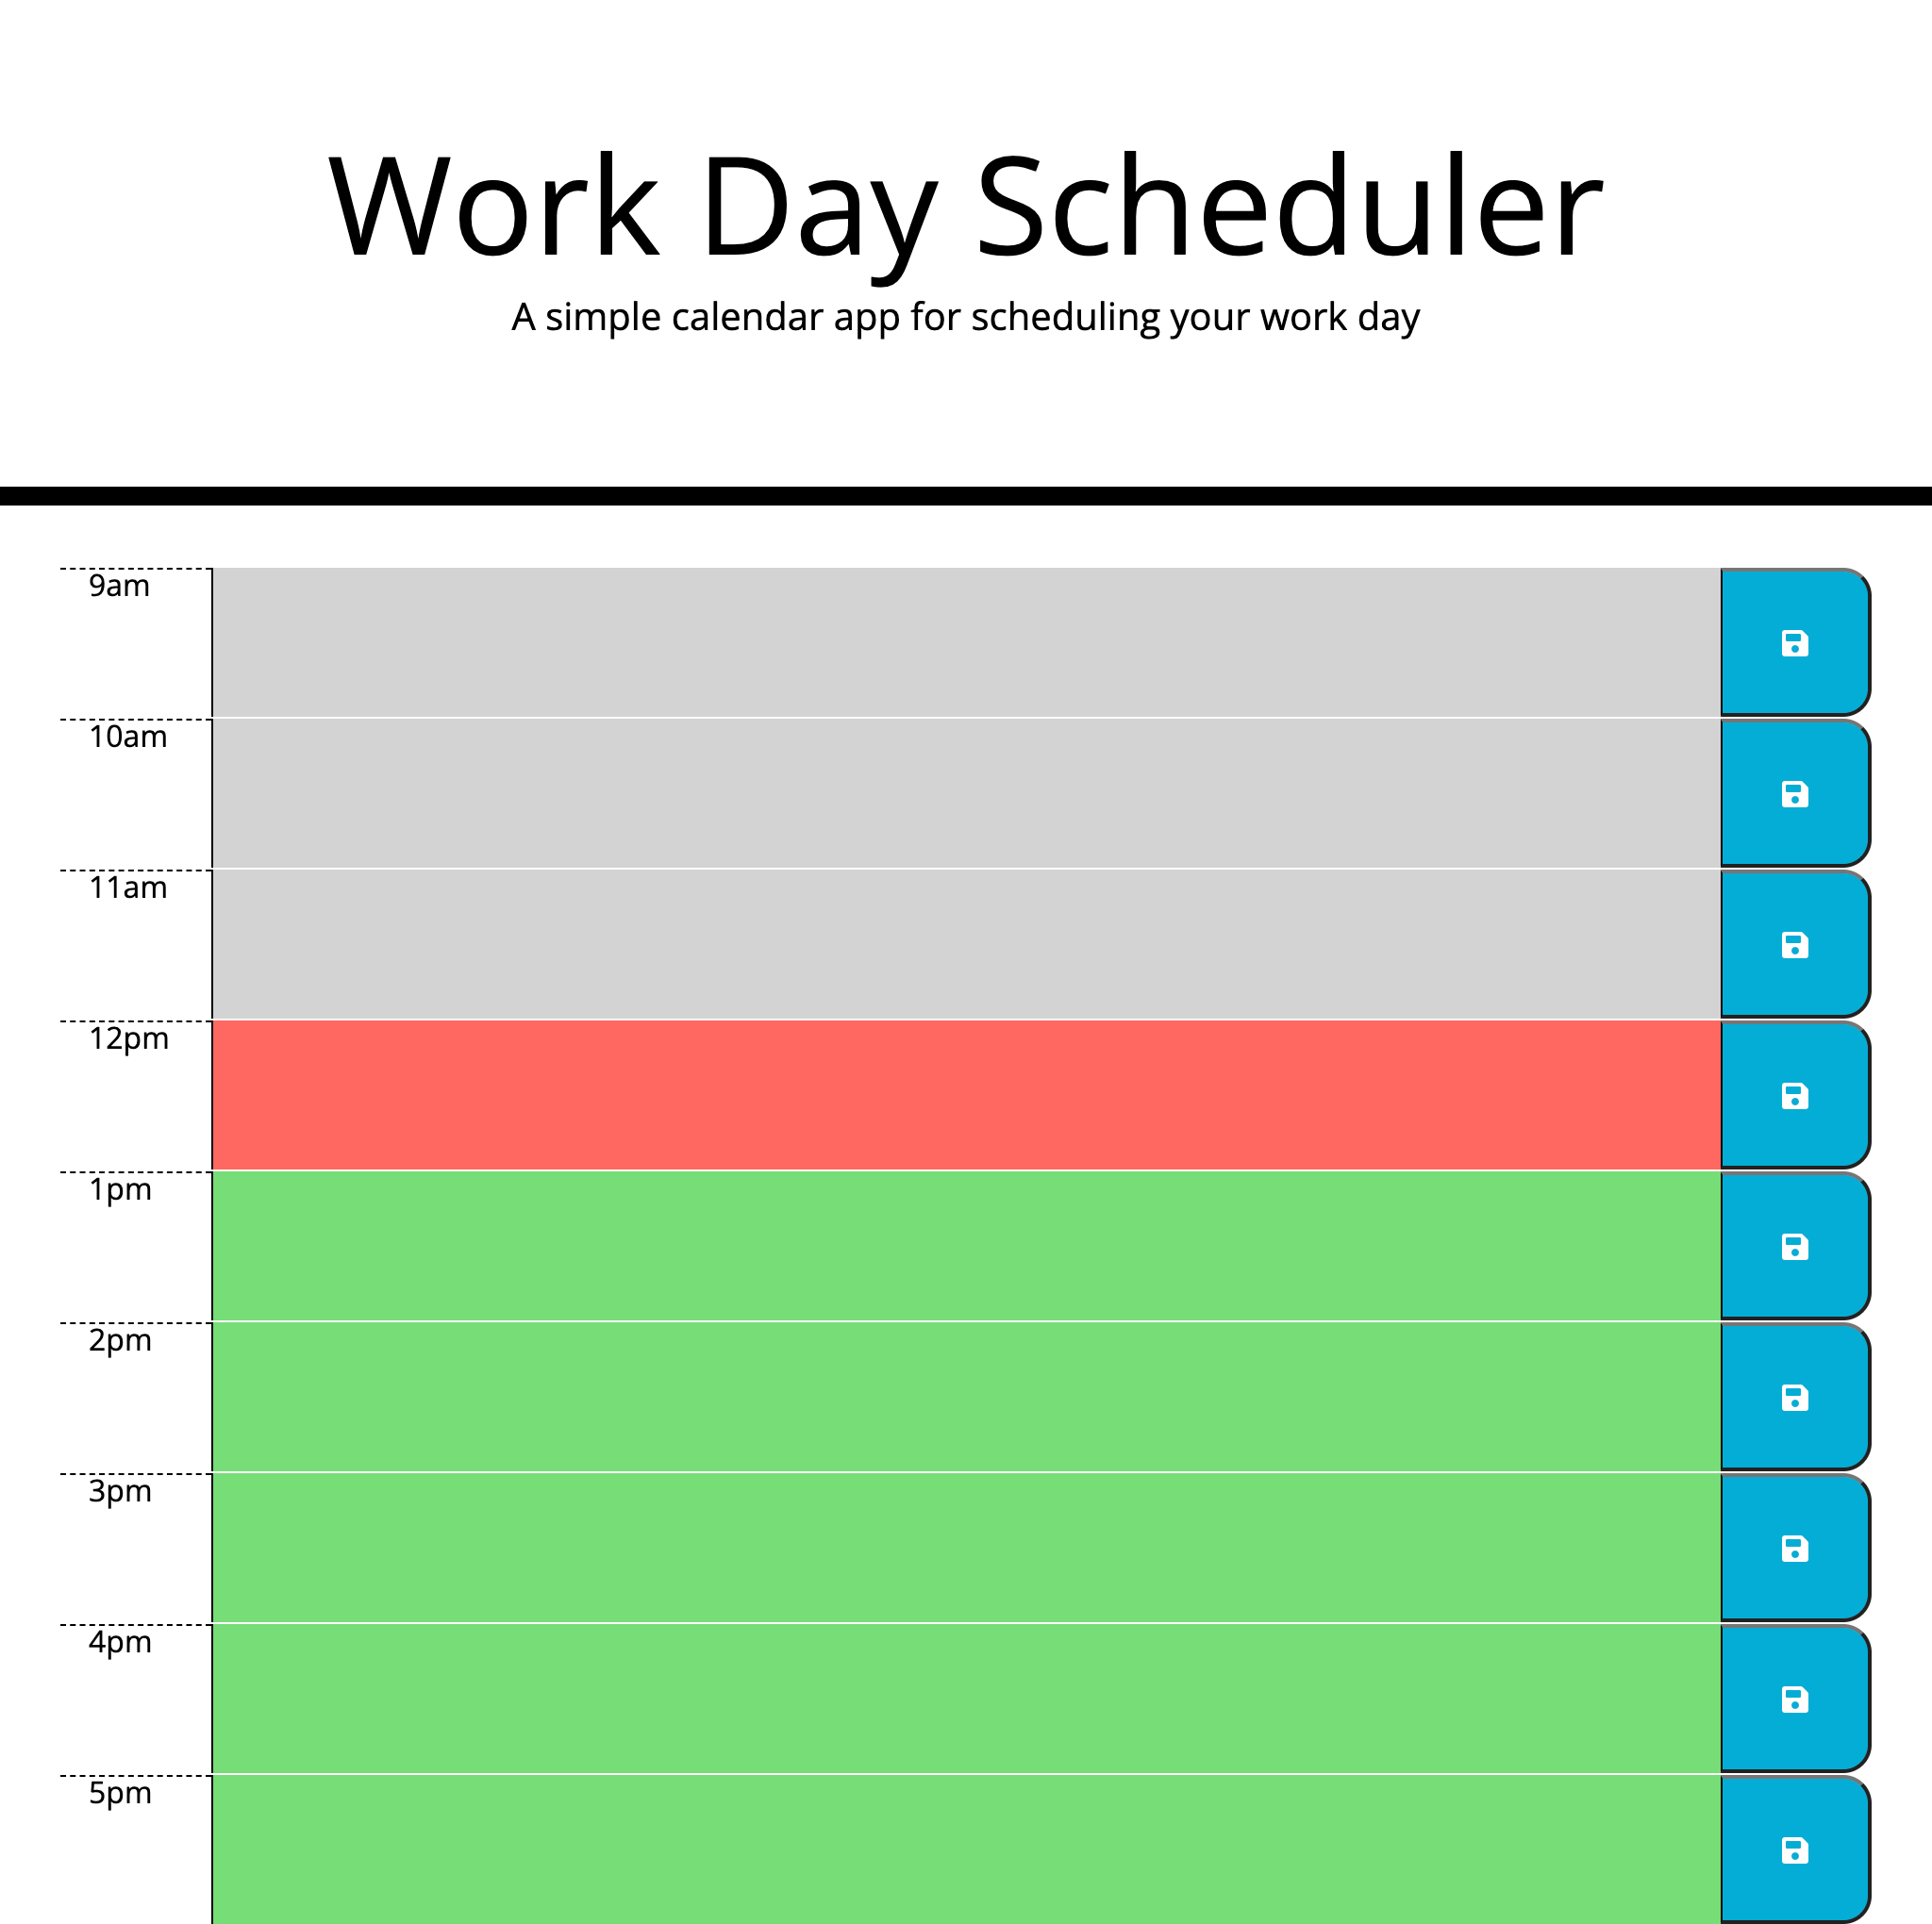 Work Day Scheduler
A simple calendar app for scheduling your work day
9am
10am
11am
12pm
1pm
2pm
3pm
4pm
5pm